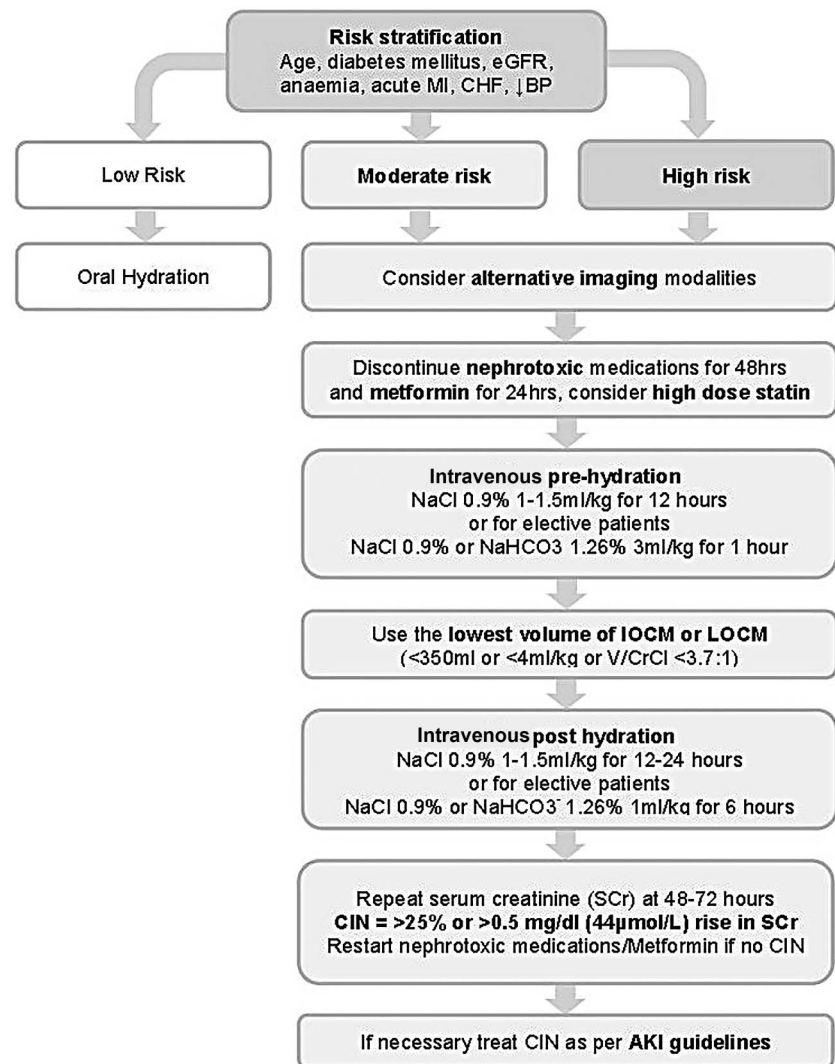 Risk stratification
Age, diabetes mellitus, eGFR,
anaemia, acute MI, CHF, ↓BP
Low Risk
Moderate risk
High risk
Oral Hydration
Consider alternative imaging modalities
Discontinue nephrotoxic medications for 48hrs
and metformin for 24hrs, consider high dose statin
Intravenous pre-hydration
NaCl 0.9% 1-1.5ml/kg for 12 hours
or for elective patients
NaCl 0.9% or NaHCO3 1.26% 3ml/kg for 1 hour
Use the lowest volume of IOCM or LOCM
(<350ml or <4ml/kg or V/CrCl <3.7:1)
Intravenous post hydration
NaCl 0.9% 1-1.5ml/kg for 12-24 hours
or for elective patients
NaCl 0.9% or NaHCO3⁻ 1.26% 1ml/kg for 6 hours
Repeat serum creatinine (SCr) at 48-72 hours
CIN = >25% or >0.5 mg/dl (44µmol/L) rise in SCr
Restart nephrotoxic medications/Metformin if no CIN
If necessary treat CIN as per AKI guidelines